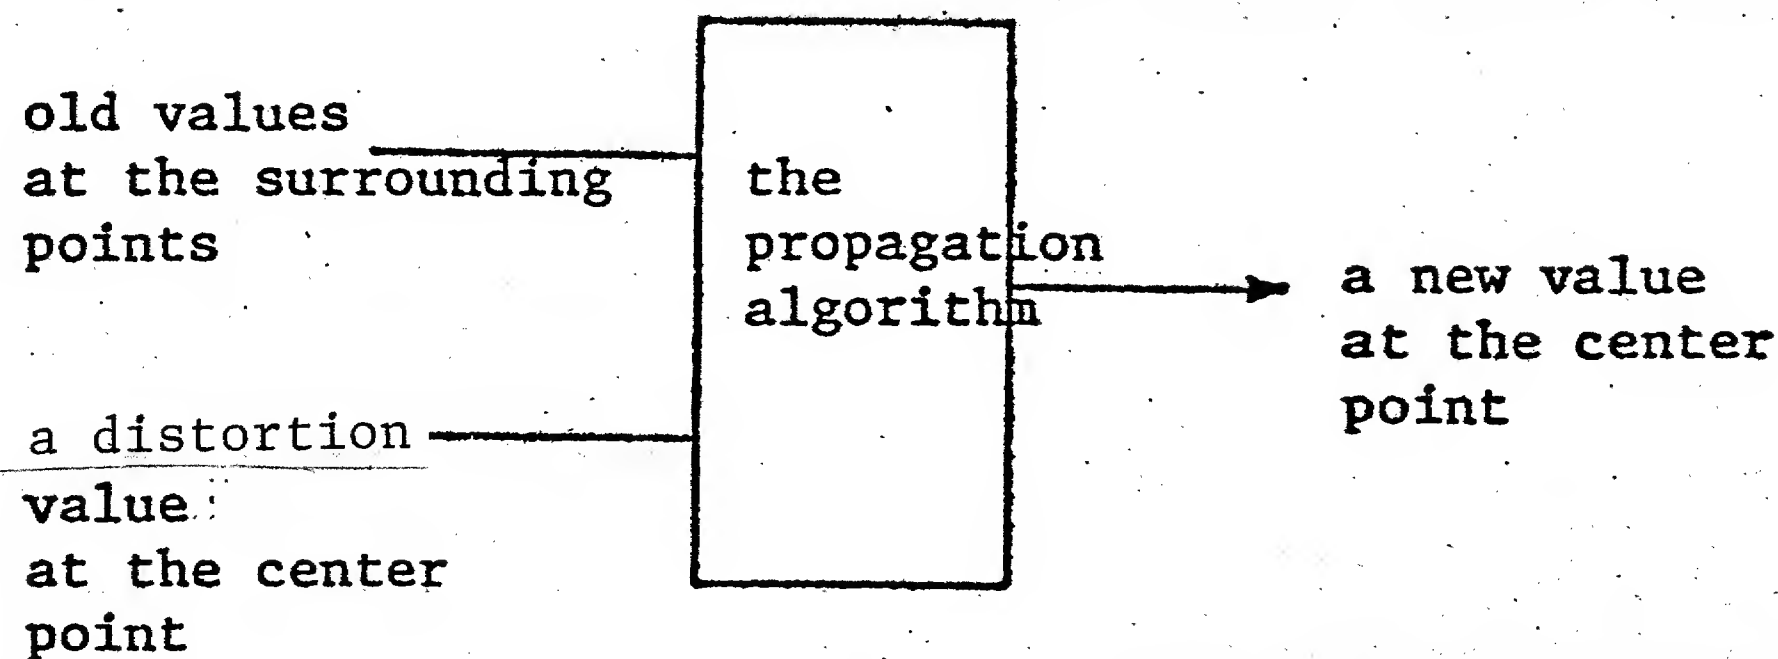 old values
at the surrounding
points
a distortion
value
at the center
point
the
propagation
algorithm
a new value
at the center
point